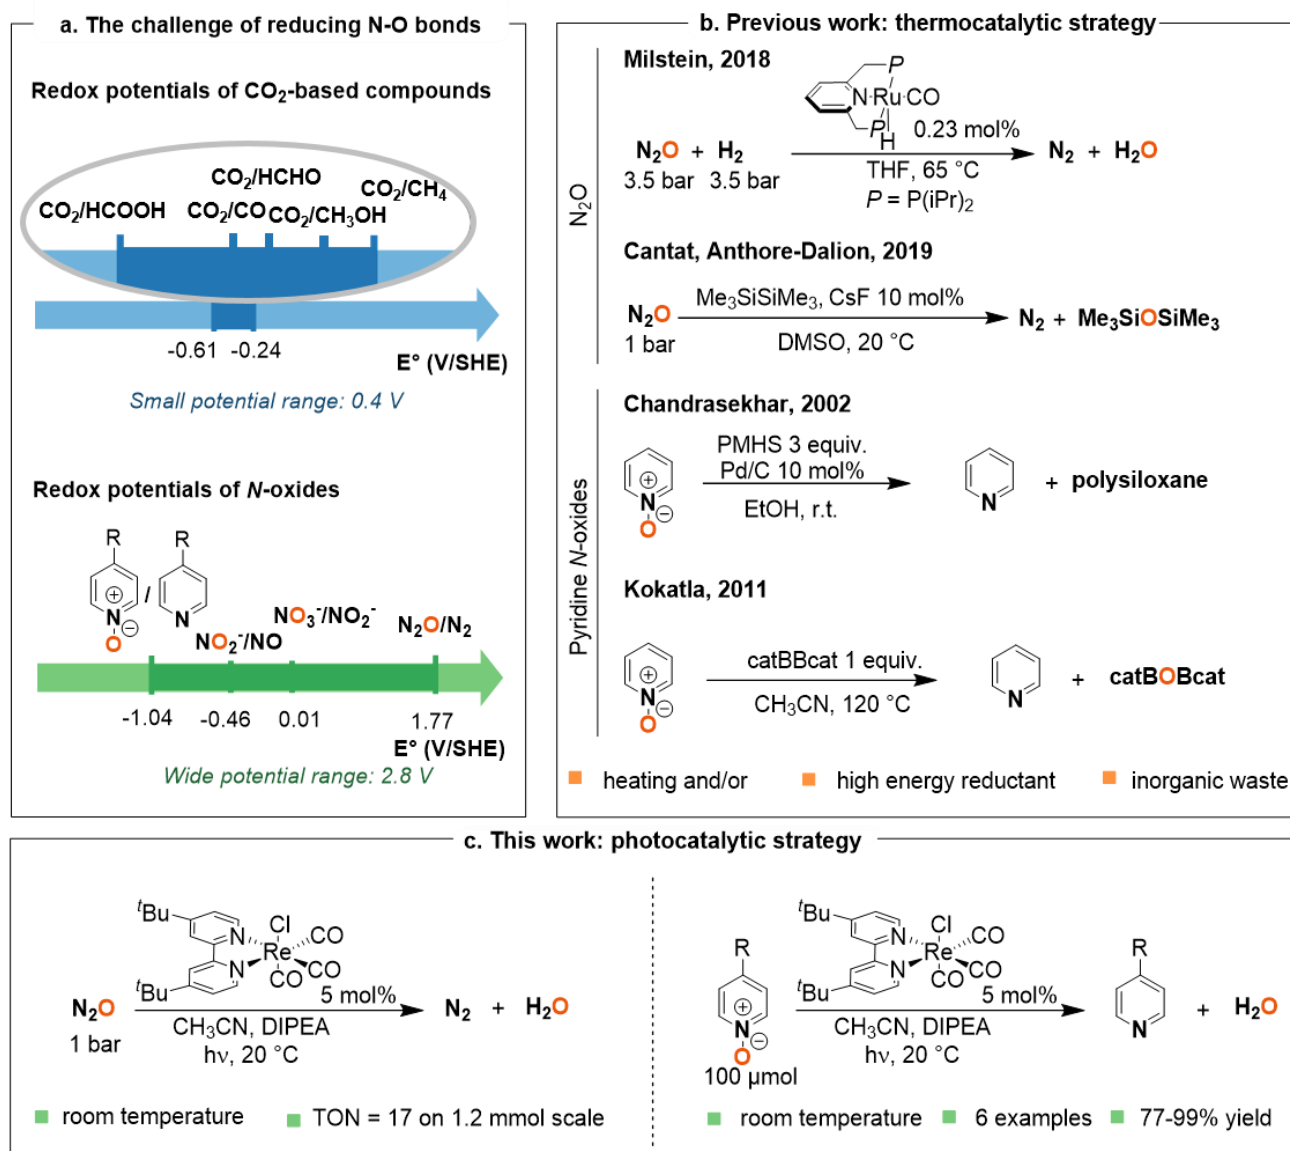 a. The challenge of reducing N-O bonds
Redox potentials of CO2-based compounds
CO2/HCHO
CO2/CH4
CO2/HCOOH CO2/CO CO2/CH3OH
-0.61 -0.24
E° (V/SHE)
Small potential range: 0.4 V
Redox potentials of N-oxides
R R
N / N
O
NO3-/NO2-
N2O/N2
NO2-/NO
-1.04 -0.46 0.01 1.77
E° (V/SHE)
Wide potential range: 2.8 V
b. Previous work: thermocatalytic strategy
N2O
Milstein, 2018
P
N Ru CO
P
H
0.23 mol%
N2O + H2 N2 + H2O
3.5 bar 3.5 bar
THF, 65 °C
P = P(iPr)2
Cantat, Anthore-Dalion, 2019
Me3SiSiMe3, CsF 10 mol%
N2O N2 + Me3SiOSiMe3
1 bar
DMSO, 20 °C
Pyridine N-oxides
Chandrasekhar, 2002
PMHS 3 equiv.
Pd/C 10 mol%
+ polysiloxane
EtOH, r.t.
N N
O
Kokatla, 2011
catBBcat 1 equiv.
+ catBOBcat
CH3CN, 120 °C
N N
O
heating and/or high energy reductant inorganic waste
c. This work: photocatalytic strategy
tBu
Cl
N CO
Re
N CO
CO
tBu
5 mol%
N2O N2 + H2O
1 bar
CH3CN, DIPEA
hν, 20 °C
room temperature TON = 17 on 1.2 mmol scale
tBu
Cl
N CO
Re
N CO
CO
tBu
5 mol%
R R
N N + H2O
O
100 µmol
CH3CN, DIPEA
hν, 20 °C
room temperature 6 examples 77-99% yield